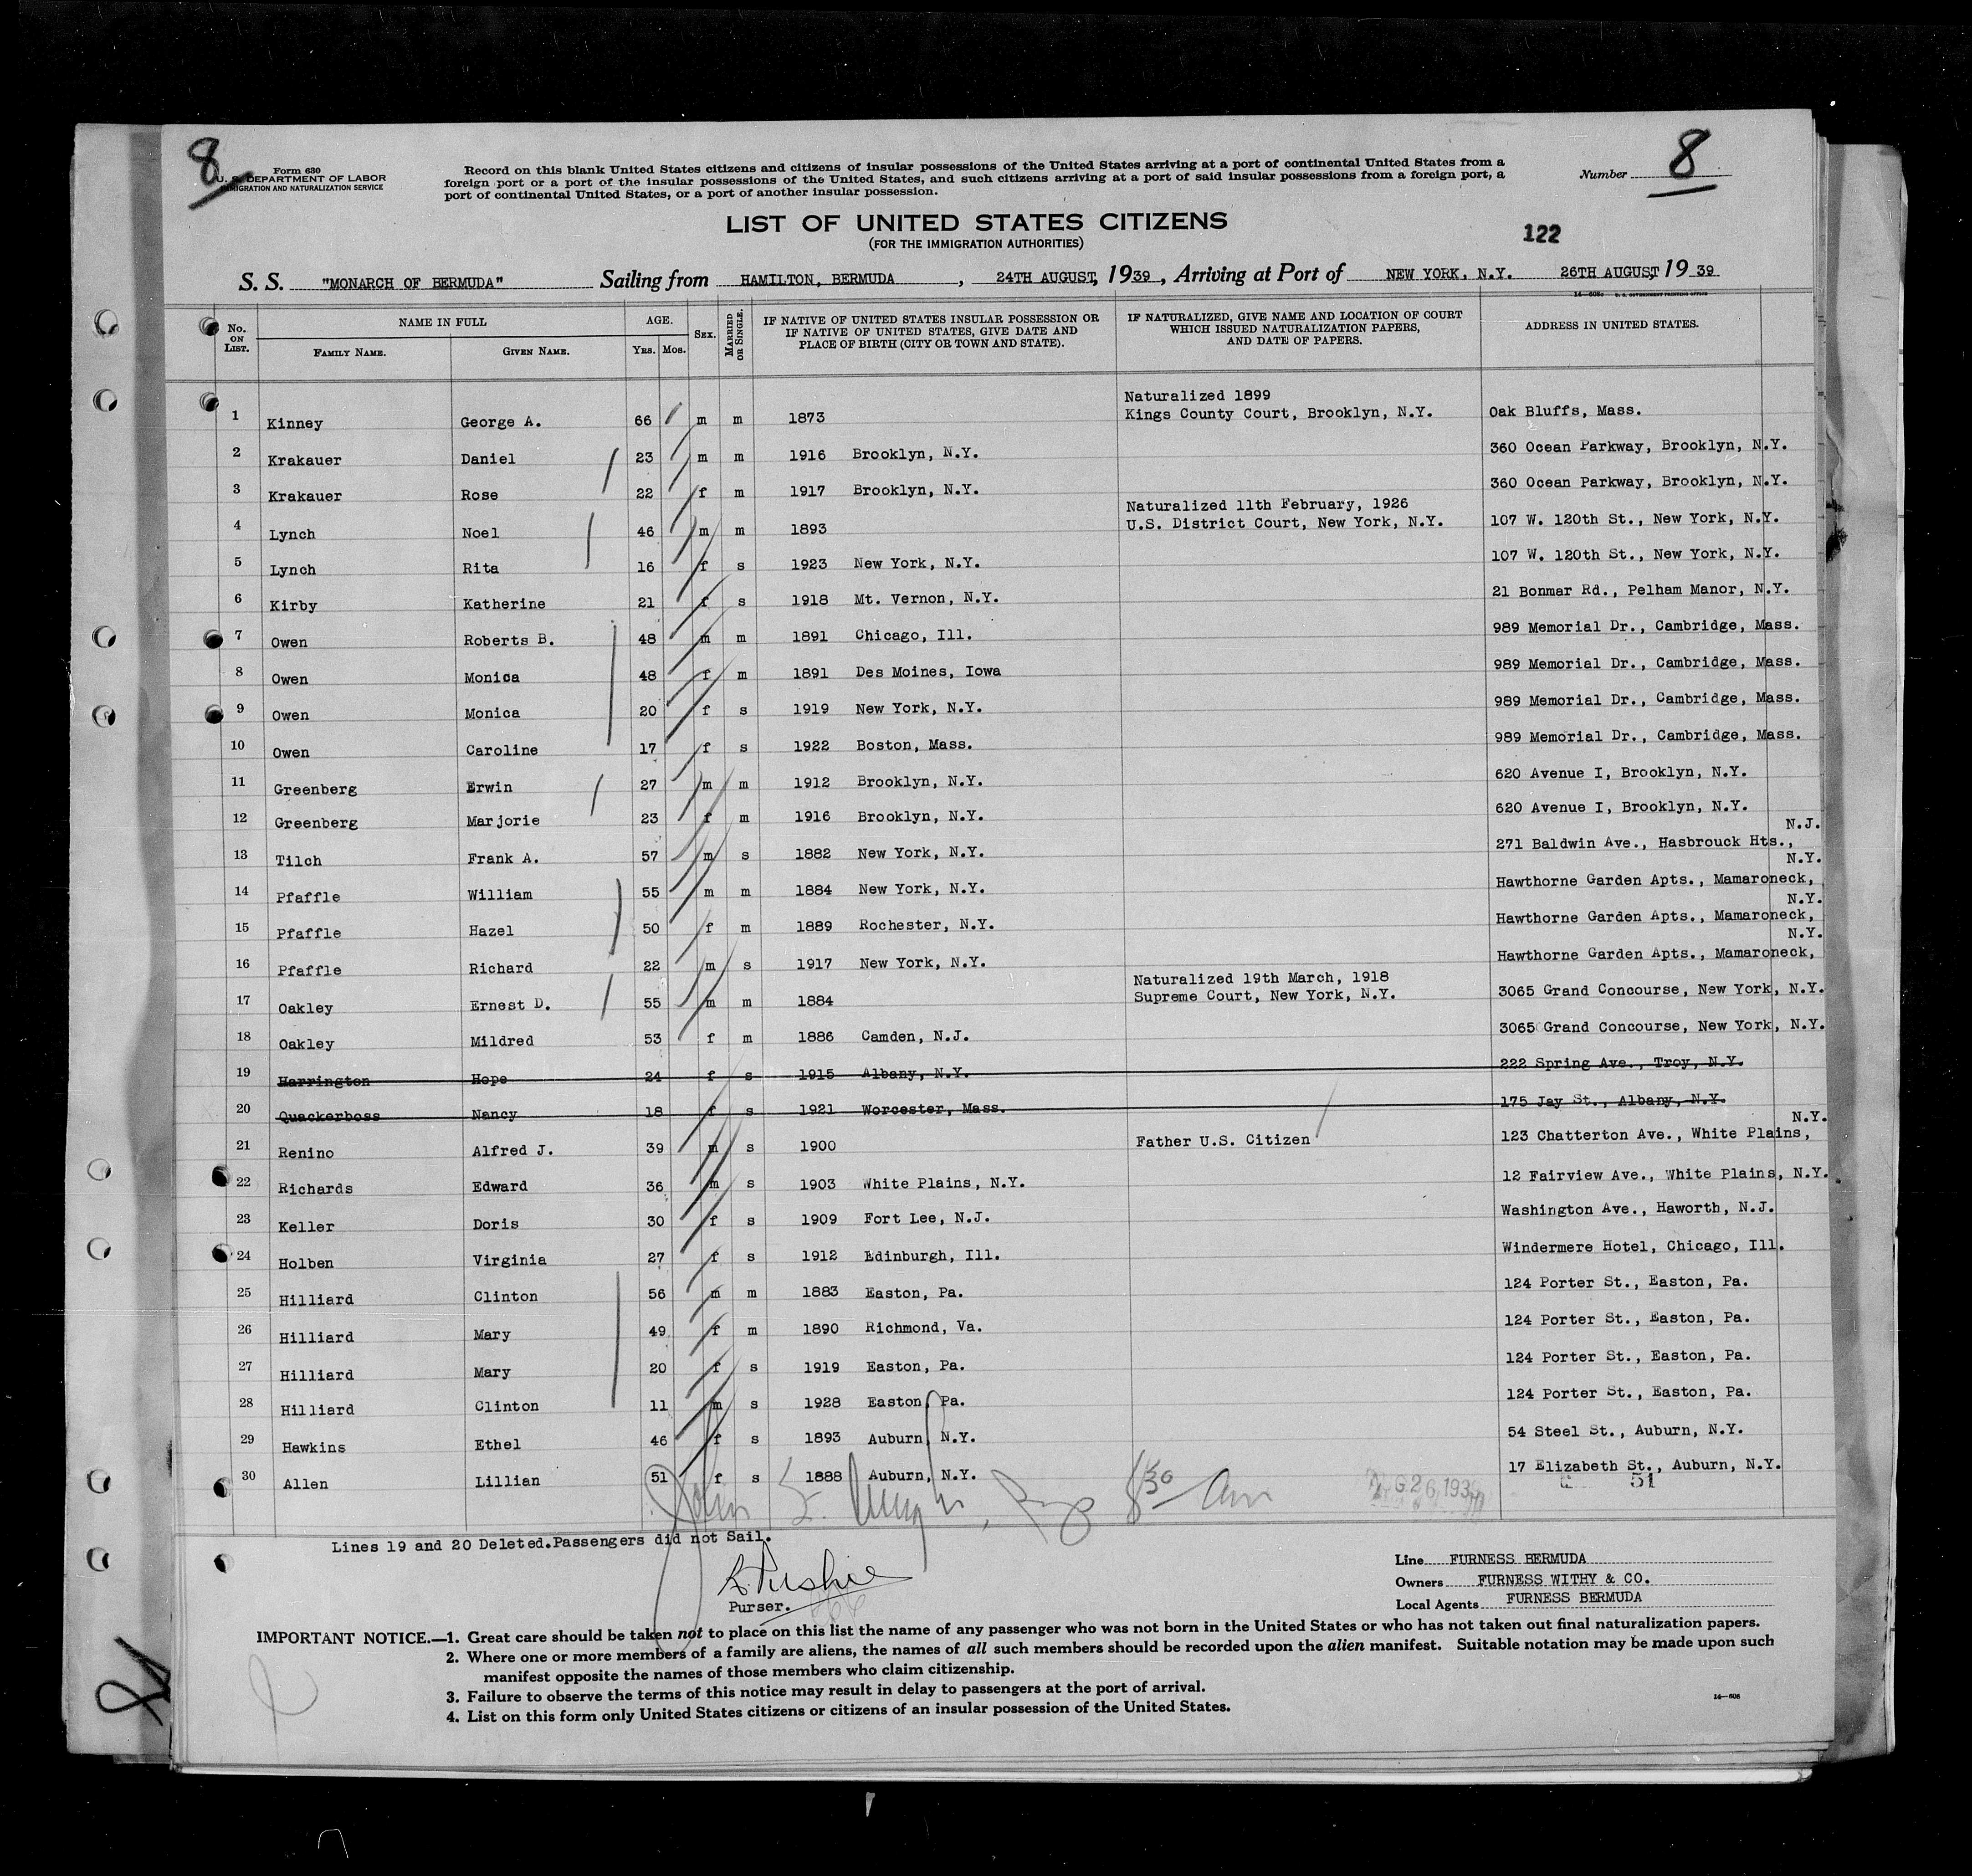 8
Form 630
U. S. DEPARTMENT OF LABOR
IMMIGRATION AND NATURALIZATION SERVICE
Record on this blank United States citizens and citizens of insular possessions of the United States arriving at a port of continental United States from a
foreign port or a port of the insular possessions of the United States, and such citizens arriving at a port of said insular possessions from a foreign port, a
port of continental United States, or a port of another insular possession.
Number 8
LIST OF UNITED STATES CITIZENS
(FOR THE IMMIGRATION AUTHORITIES)
122
S. S. "MONARCH OF BERMUDA" Sailing from HAMILTON, BERMUDA, 24TH AUGUST, 1939, Arriving at Port of NEW YORK, N.Y. 26TH AUGUST 1939
No. ON LIST. NAME IN FULL FAMILY NAME. GIVEN NAME. AGE. YRS. MOS. SEX. MARRIED OR SINGLE. IF NATIVE OF UNITED STATES INSULAR POSSESSION OR IF NATIVE OF UNITED STATES, GIVE DATE AND PLACE OF BIRTH (CITY OR TOWN AND STATE). IF NATURALIZED, GIVE NAME AND LOCATION OF COURT WHICH ISSUED NATURALIZATION PAPERS, AND DATE OF PAPERS. ADDRESS IN UNITED STATES.
1 Kinney George A. 66 m m 1873 Naturalized 1899 Kings County Court, Brooklyn, N.Y. Oak Bluffs, Mass.
2 Krakauer Daniel 23 m m 1916 Brooklyn, N.Y. 360 Ocean Parkway, Brooklyn, N.Y.
3 Krakauer Rose 22 f m 1917 Brooklyn, N.Y. 360 Ocean Parkway, Brooklyn, N.Y.
4 Lynch Noel 46 m m 1893 Naturalized 11th February, 1926 U.S. District Court, New York, N.Y. 107 W. 120th St., New York, N.Y.
5 Lynch Rita 16 f s 1923 New York, N.Y. 107 W. 120th St., New York, N.Y.
6 Kirby Katherine 21 f s 1918 Mt. Vernon, N.Y. 21 Bonmar Rd., Pelham Manor, N.Y.
7 Owen Roberts B. 48 m m 1891 Chicago, Ill. 989 Memorial Dr., Cambridge, Mass.
8 Owen Monica 48 f m 1891 Des Moines, Iowa 989 Memorial Dr., Cambridge, Mass.
9 Owen Monica 20 f s 1919 New York, N.Y. 989 Memorial Dr., Cambridge, Mass.
10 Owen Caroline 17 f s 1922 Boston, Mass. 989 Memorial Dr., Cambridge, Mass.
11 Greenberg Erwin 27 m m 1912 Brooklyn, N.Y. 620 Avenue I, Brooklyn, N.Y.
12 Greenberg Marjorie 23 f m 1916 Brooklyn, N.Y. 620 Avenue I, Brooklyn, N.Y.
13 Tilch Frank A. 57 m s 1882 New York, N.Y. 271 Baldwin Ave., Hasbrouck Hts., N.J.
14 Pfaffle William 55 m m 1884 New York, N.Y. Hawthorne Garden Apts., Mamaroneck, N.Y.
15 Pfaffle Hazel 50 f m 1889 Rochester, N.Y. Hawthorne Garden Apts., Mamaroneck, N.Y.
16 Pfaffle Richard 22 m s 1917 New York, N.Y. Hawthorne Garden Apts., Mamaroneck, N.Y.
17 Oakley Ernest D. 55 m m 1884 Naturalized 19th March, 1918 Supreme Court, New York, N.Y. 3065 Grand Concourse, New York, N.Y.
18 Oakley Mildred 53 f m 1886 Camden, N.J. 3065 Grand Concourse, New York, N.Y.
19 Harrington Hope 24 f s 1915 Albany, N.Y. 222 Spring Ave., Troy, N.Y.
20 Quackerboss Nancy 18 f s 1921 Worcester, Mass. 175 Jay St., Albany, N.Y.
21 Renino Alfred J. 39 m s 1900 Father U.S. Citizen 123 Chatterton Ave., White Plains, N.Y.
22 Richards Edward 36 m s 1903 White Plains, N.Y. 12 Fairview Ave., White Plains, N.Y.
23 Keller Doris 30 f s 1909 Fort Lee, N.J. Washington Ave., Haworth, N.J.
24 Holben Virginia 27 f s 1912 Edinburgh, Ill. Windermere Hotel, Chicago, Ill.
25 Hilliard Clinton 56 m m 1883 Easton, Pa. 124 Porter St., Easton, Pa.
26 Hilliard Mary 49 f m 1890 Richmond, Va. 124 Porter St., Easton, Pa.
27 Hilliard Mary 20 f s 1919 Easton, Pa. 124 Porter St., Easton, Pa.
28 Hilliard Clinton 11 m s 1928 Easton, Pa. 124 Porter St., Easton, Pa.
29 Hawkins Ethel 46 f s 1893 Auburn, N.Y. 54 Steel St., Auburn, N.Y.
30 Allen Lillian 51 f s 1888 Auburn, N.Y. 17 Elizabeth St., Auburn, N.Y.
51
Lines 19 and 20 Deleted.Passengers did not Sail.
Purser.
Line FURNESS BERMUDA
Owners FURNESS WITHY & CO.
Local Agents FURNESS BERMUDA
IMPORTANT NOTICE.—1. Great care should be taken not to place on this list the name of any passenger who was not born in the United States or who has not taken out final naturalization papers.
2. Where one or more members of a family are aliens, the names of all such members should be recorded upon the alien manifest. Suitable notation may be made upon such
manifest opposite the names of those members who claim citizenship.
3. Failure to observe the terms of this notice may result in delay to passengers at the port of arrival.
4. List on this form only United States citizens or citizens of an insular possession of the United States.